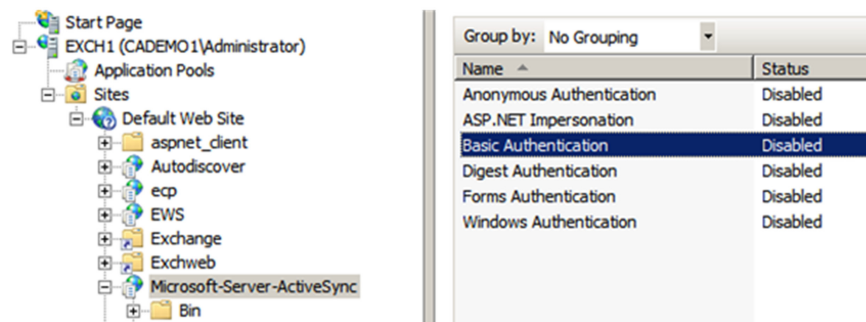 Start Page
EXCH1 (CADEMO1\Administrator)
Application Pools
Sites
Default Web Site
aspnet_client
Autodiscover
ecp
EWS
Exchange
Exchweb
Microsoft-Server-ActiveSync
Bin
Group by: No Grouping
Name Status
Anonymous Authentication Disabled
ASP.NET Impersonation Disabled
Basic Authentication Disabled
Digest Authentication Disabled
Forms Authentication Disabled
Windows Authentication Disabled